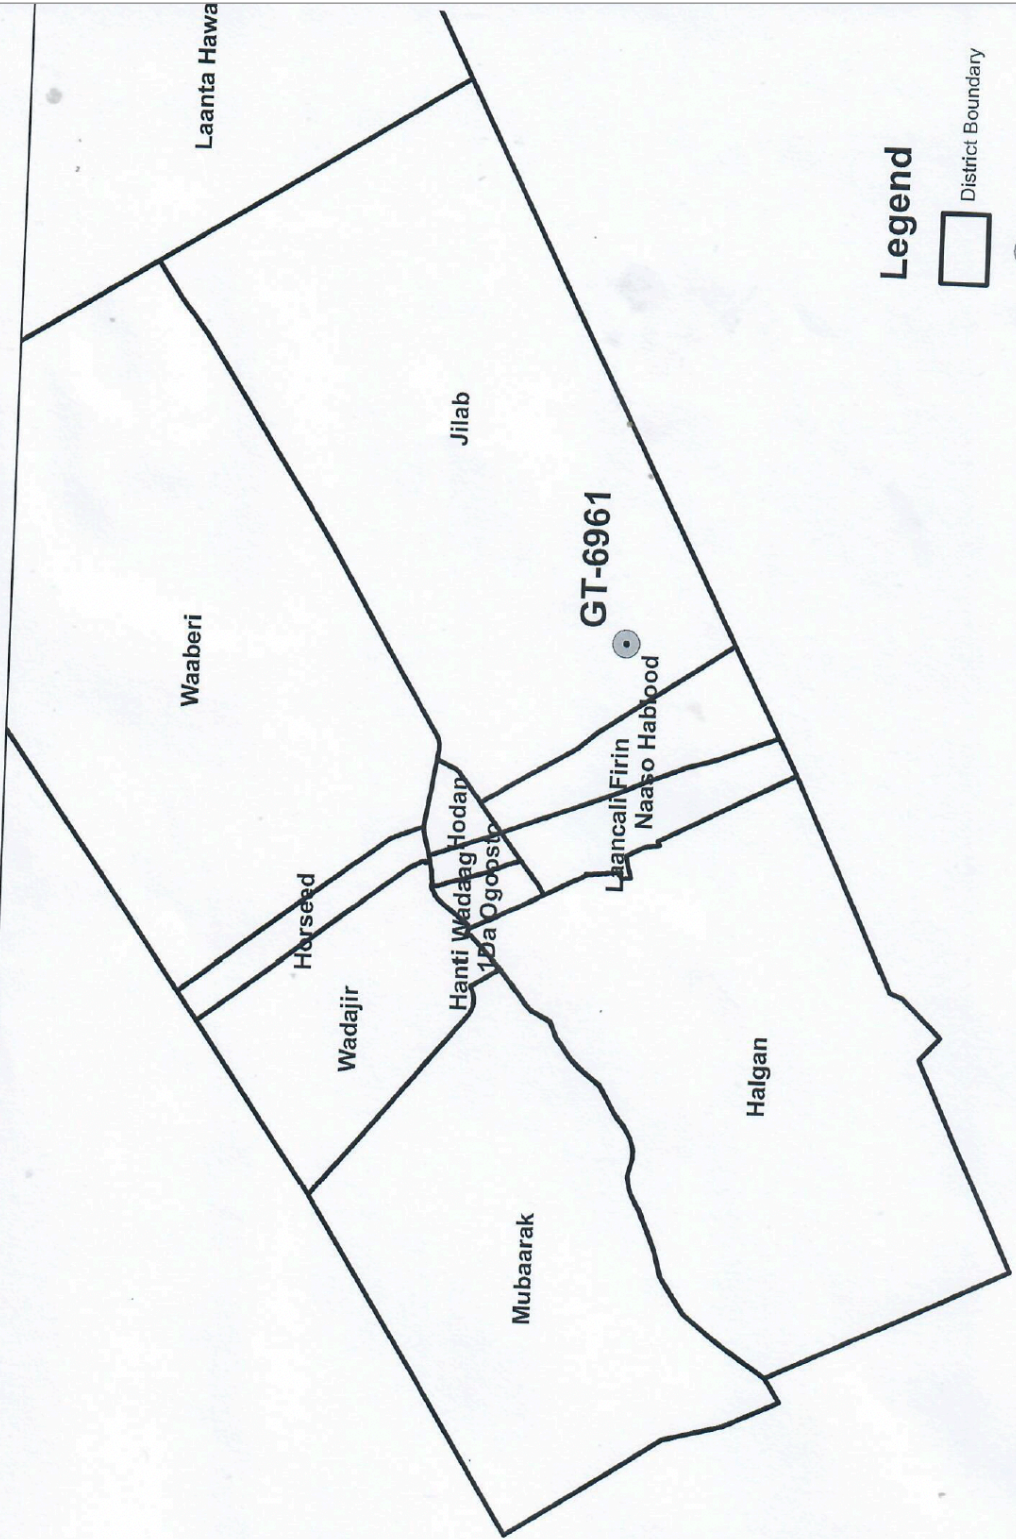 Laanta Hawa
Waaberi
Jilab
GT-6961
Horseed
Wadajir
Hanti Wadaag
Hodan
1Da Ogoosto
Laancali Firin
Naaso Hablood
Mubaarak
Halgan
Legend
District Boundary